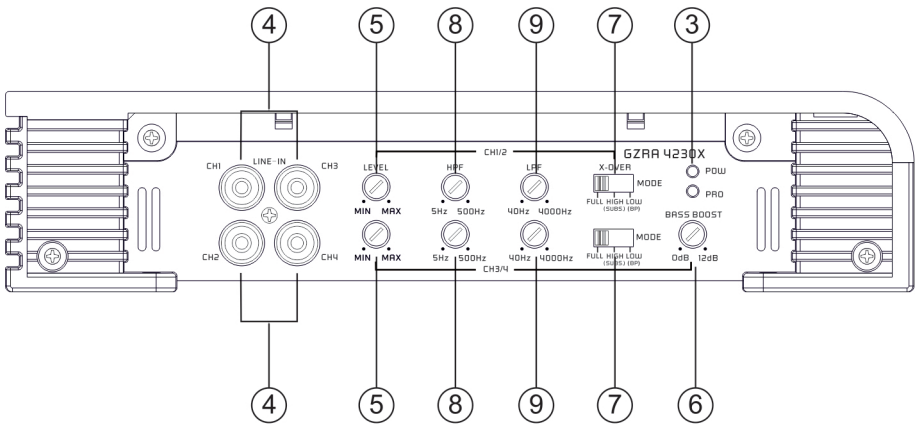 4 5 8 9 7 3
CH1/2
GZRA 4230X
CH1 LINE-IN CH3 LEVEL HPF LPF X-OVER
POW
MODE
PRO
MIN MAX 5Hz 500Hz 40Hz 4000Hz FULL HIGH LOW
(SUBS) (BP)
BASS BOOST
MODE
CH2 CH4 MIN MAX 5Hz 500Hz 40Hz 4000Hz FULL HIGH LOW 0dB 12dB
(SUBS) (BP)
CH3/4
4 5 8 9 7 6